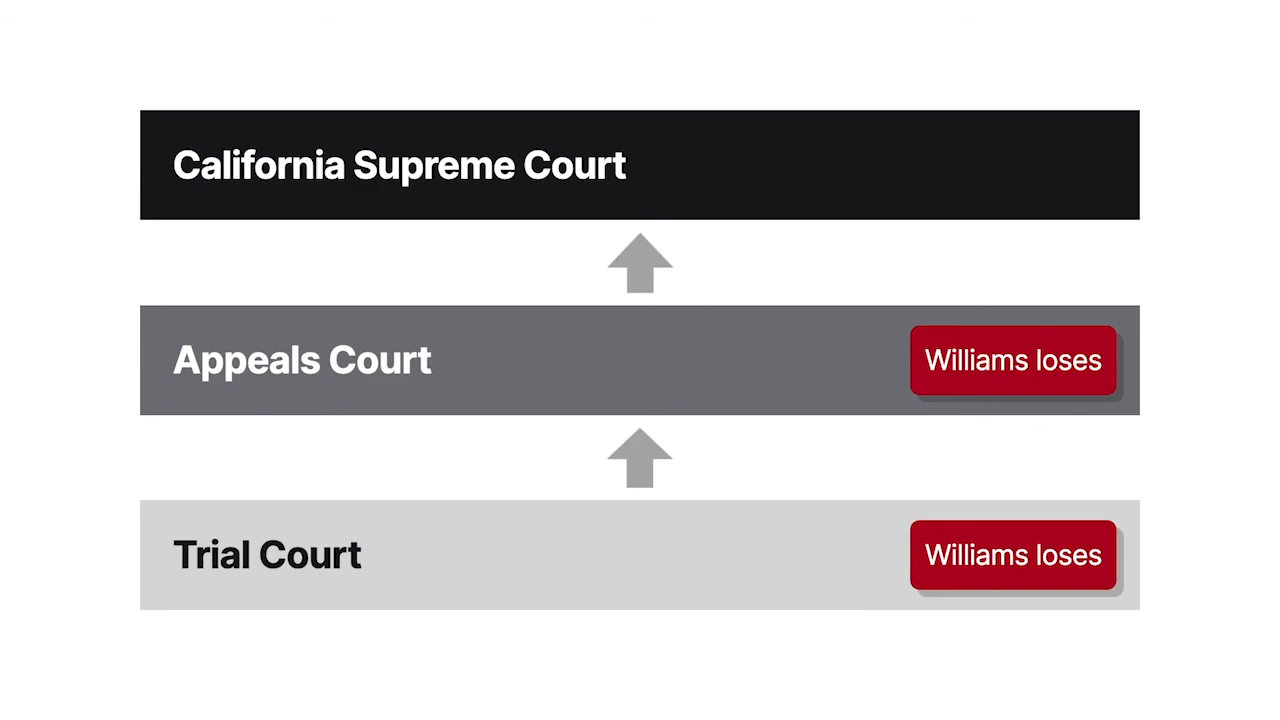 California Supreme Court
Appeals Court
Williams loses
Trial Court
Williams loses